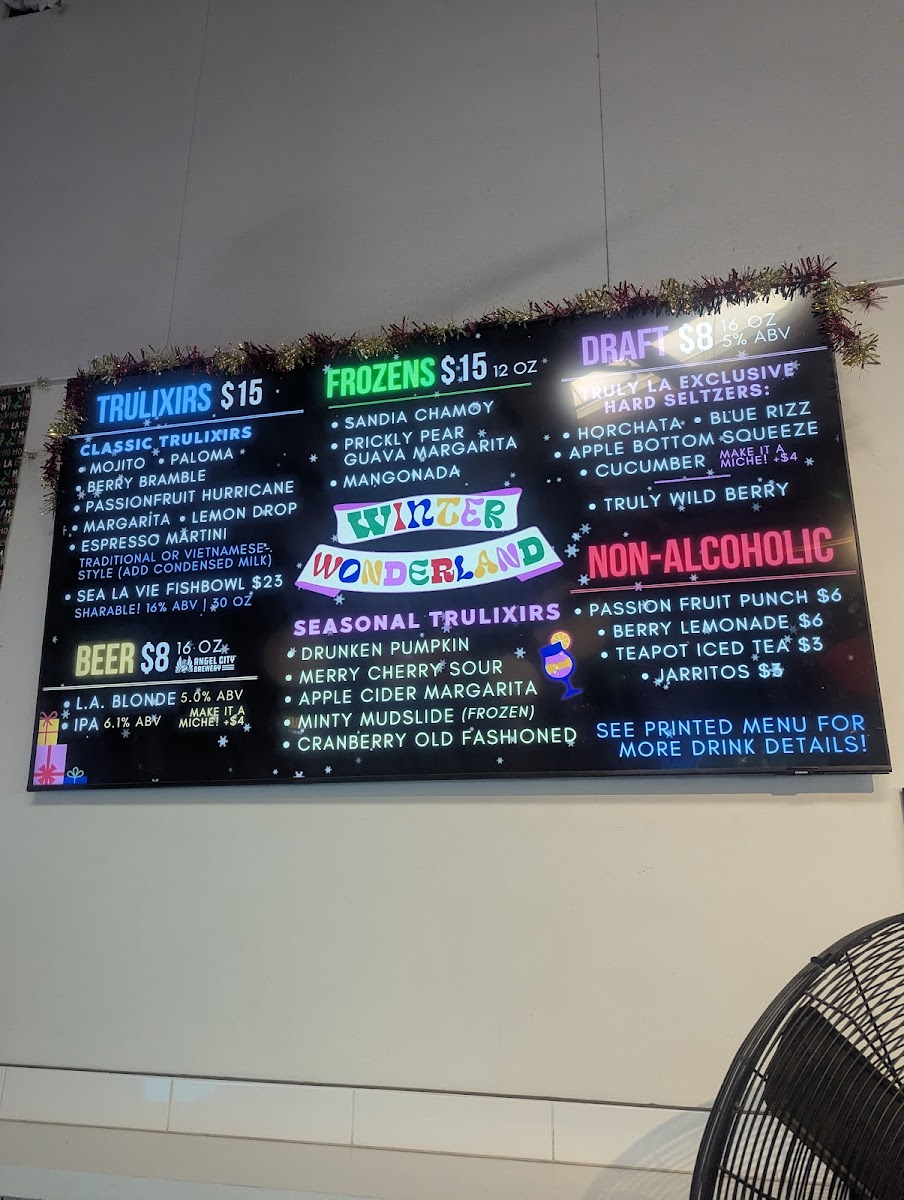 TRULIXIRS $15
CLASSIC TRULIXIRS
• MOJITO • PALOMA
• BERRY BRAMBLE
• PASSIONFRUIT HURRICANE
• MARGARITA • LEMON DROP
• ESPRESSO MARTINI
TRADITIONAL OR VIETNAMESE-
STYLE (ADD CONDENSED MILK)
• SEA LA VIE FISHBOWL $23
SHARABLE! 16% ABV | 30 OZ
BEER $8 16 OZ
ANGEL CITY
BREWERY
• L.A. BLONDE 5.0% ABV
• IPA 6.1% ABV
MAKE IT A
MICHE! +$4
FROZENS $15 12 OZ
• SANDIA CHAMOY
• PRICKLY PEAR
GUAVA MARGARITA
• MANGONADA
WINTER
WONDERLAND
SEASONAL TRULIXIRS
• DRUNKEN PUMPKIN
• MERRY CHERRY SOUR
• APPLE CIDER MARGARITA
• MINTY MUDSLIDE (FROZEN)
• CRANBERRY OLD FASHIONED
DRAFT $8 16 OZ
5% ABV
TRULY LA EXCLUSIVE
HARD SELTZERS:
• HORCHATA • BLUE RIZZ
• APPLE BOTTOM SQUEEZE
• CUCUMBER
MAKE IT A
MICHE! +$4
• TRULY WILD BERRY
NON-ALCOHOLIC
• PASSION FRUIT PUNCH $6
• BERRY LEMONADE $6
• TEAPOT ICED TEA $3
• JARRITOS $3
SEE PRINTED MENU FOR
MORE DRINK DETAILS!